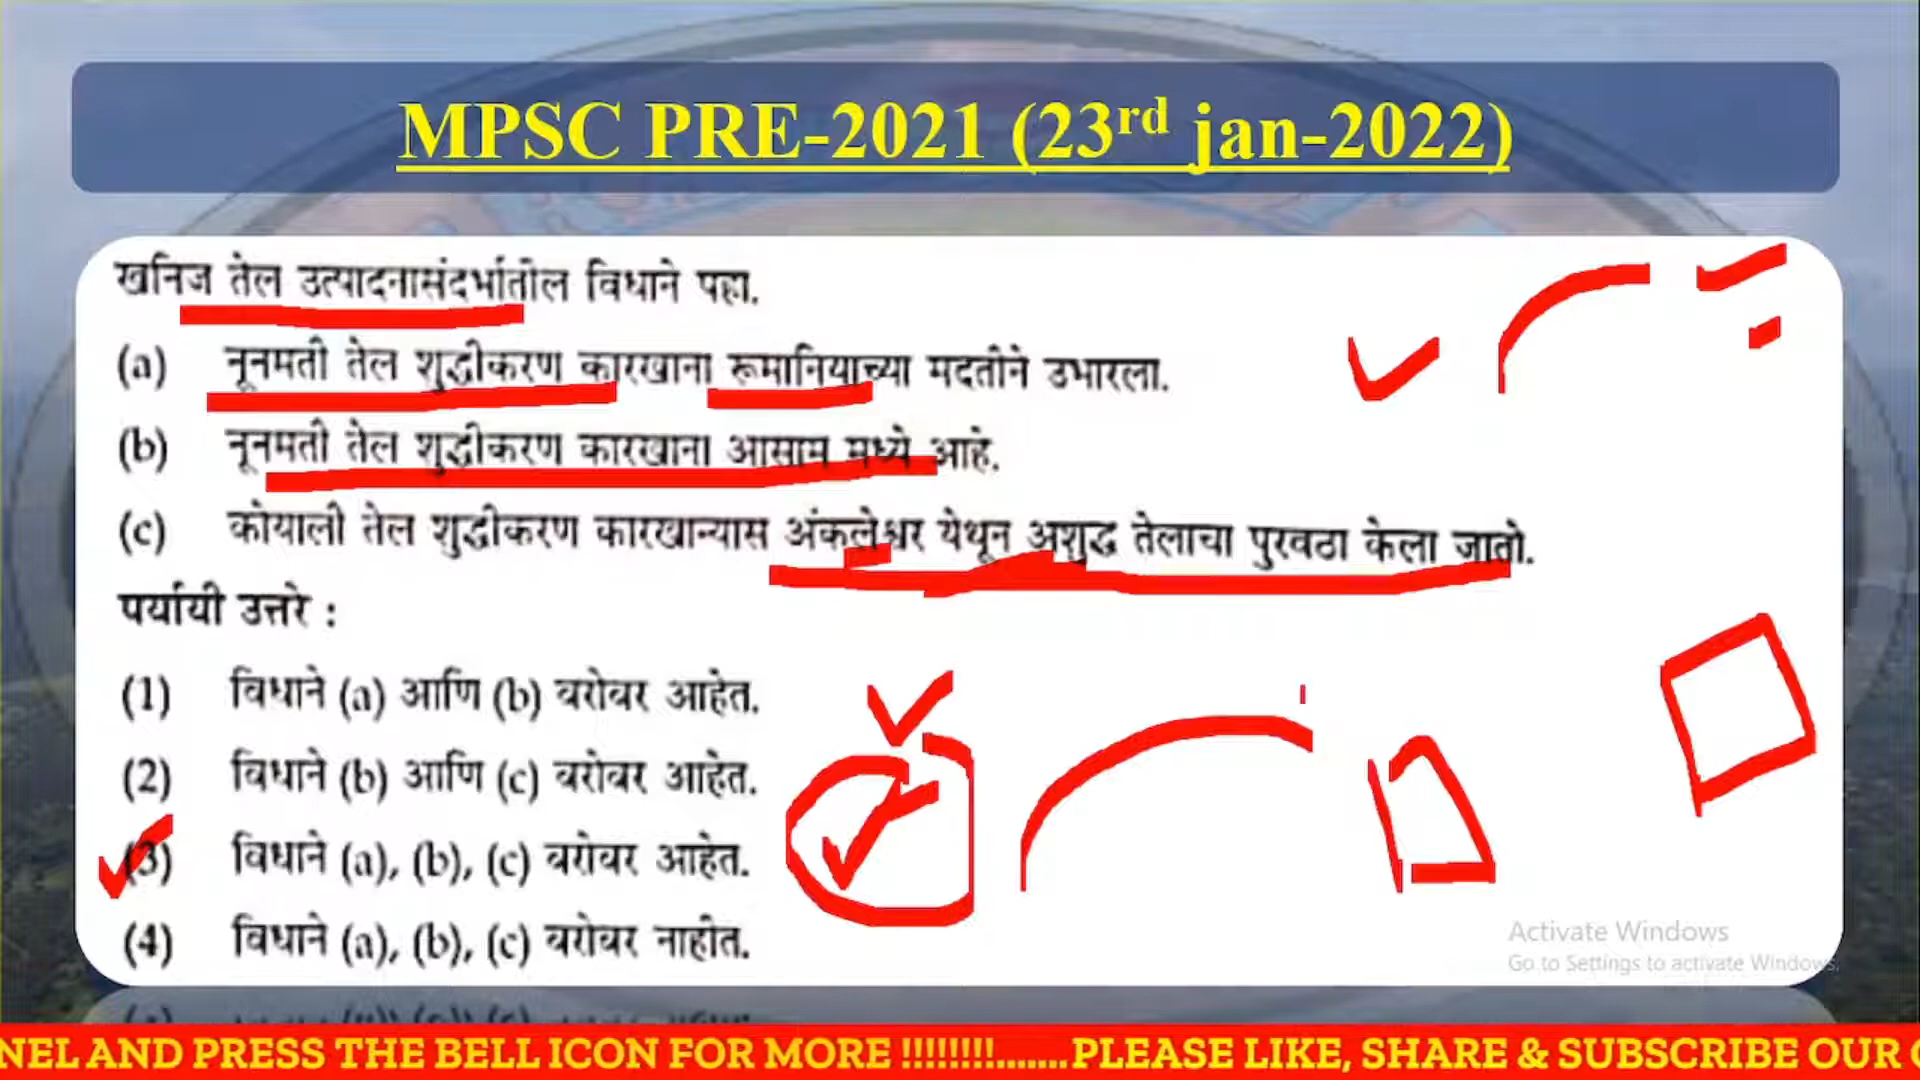 MPSC PRE-2021 (23rd jan-2022)
खनिज तेल उत्पादनासंदर्भातील विधाने पहा.
(a) नूनमती तेल शुद्धीकरण कारखाना रूमानियाच्या मदतीने उभारला.
(b) नूनमती तेल शुद्धीकरण कारखाना आसाम मध्ये आहे.
(c) कोयाली तेल शुद्धीकरण कारखान्यास अंकलेश्वर येथून अशुद्ध तेलाचा पुरवठा केला जातो.
पर्यायी उत्तरे :
(1) विधाने (a) आणि (b) बरोबर आहेत.
(2) विधाने (b) आणि (c) बरोबर आहेत.
(3) विधाने (a), (b), (c) बरोबर आहेत.
(4) विधाने (a), (b), (c) बरोबर नाहीत.
Activate Windows
Go to Settings to activate Windows.
NEL AND PRESS THE BELL ICON FOR MORE !!!!!!!!.......PLEASE LIKE, SHARE & SUBSCRIBE OUR